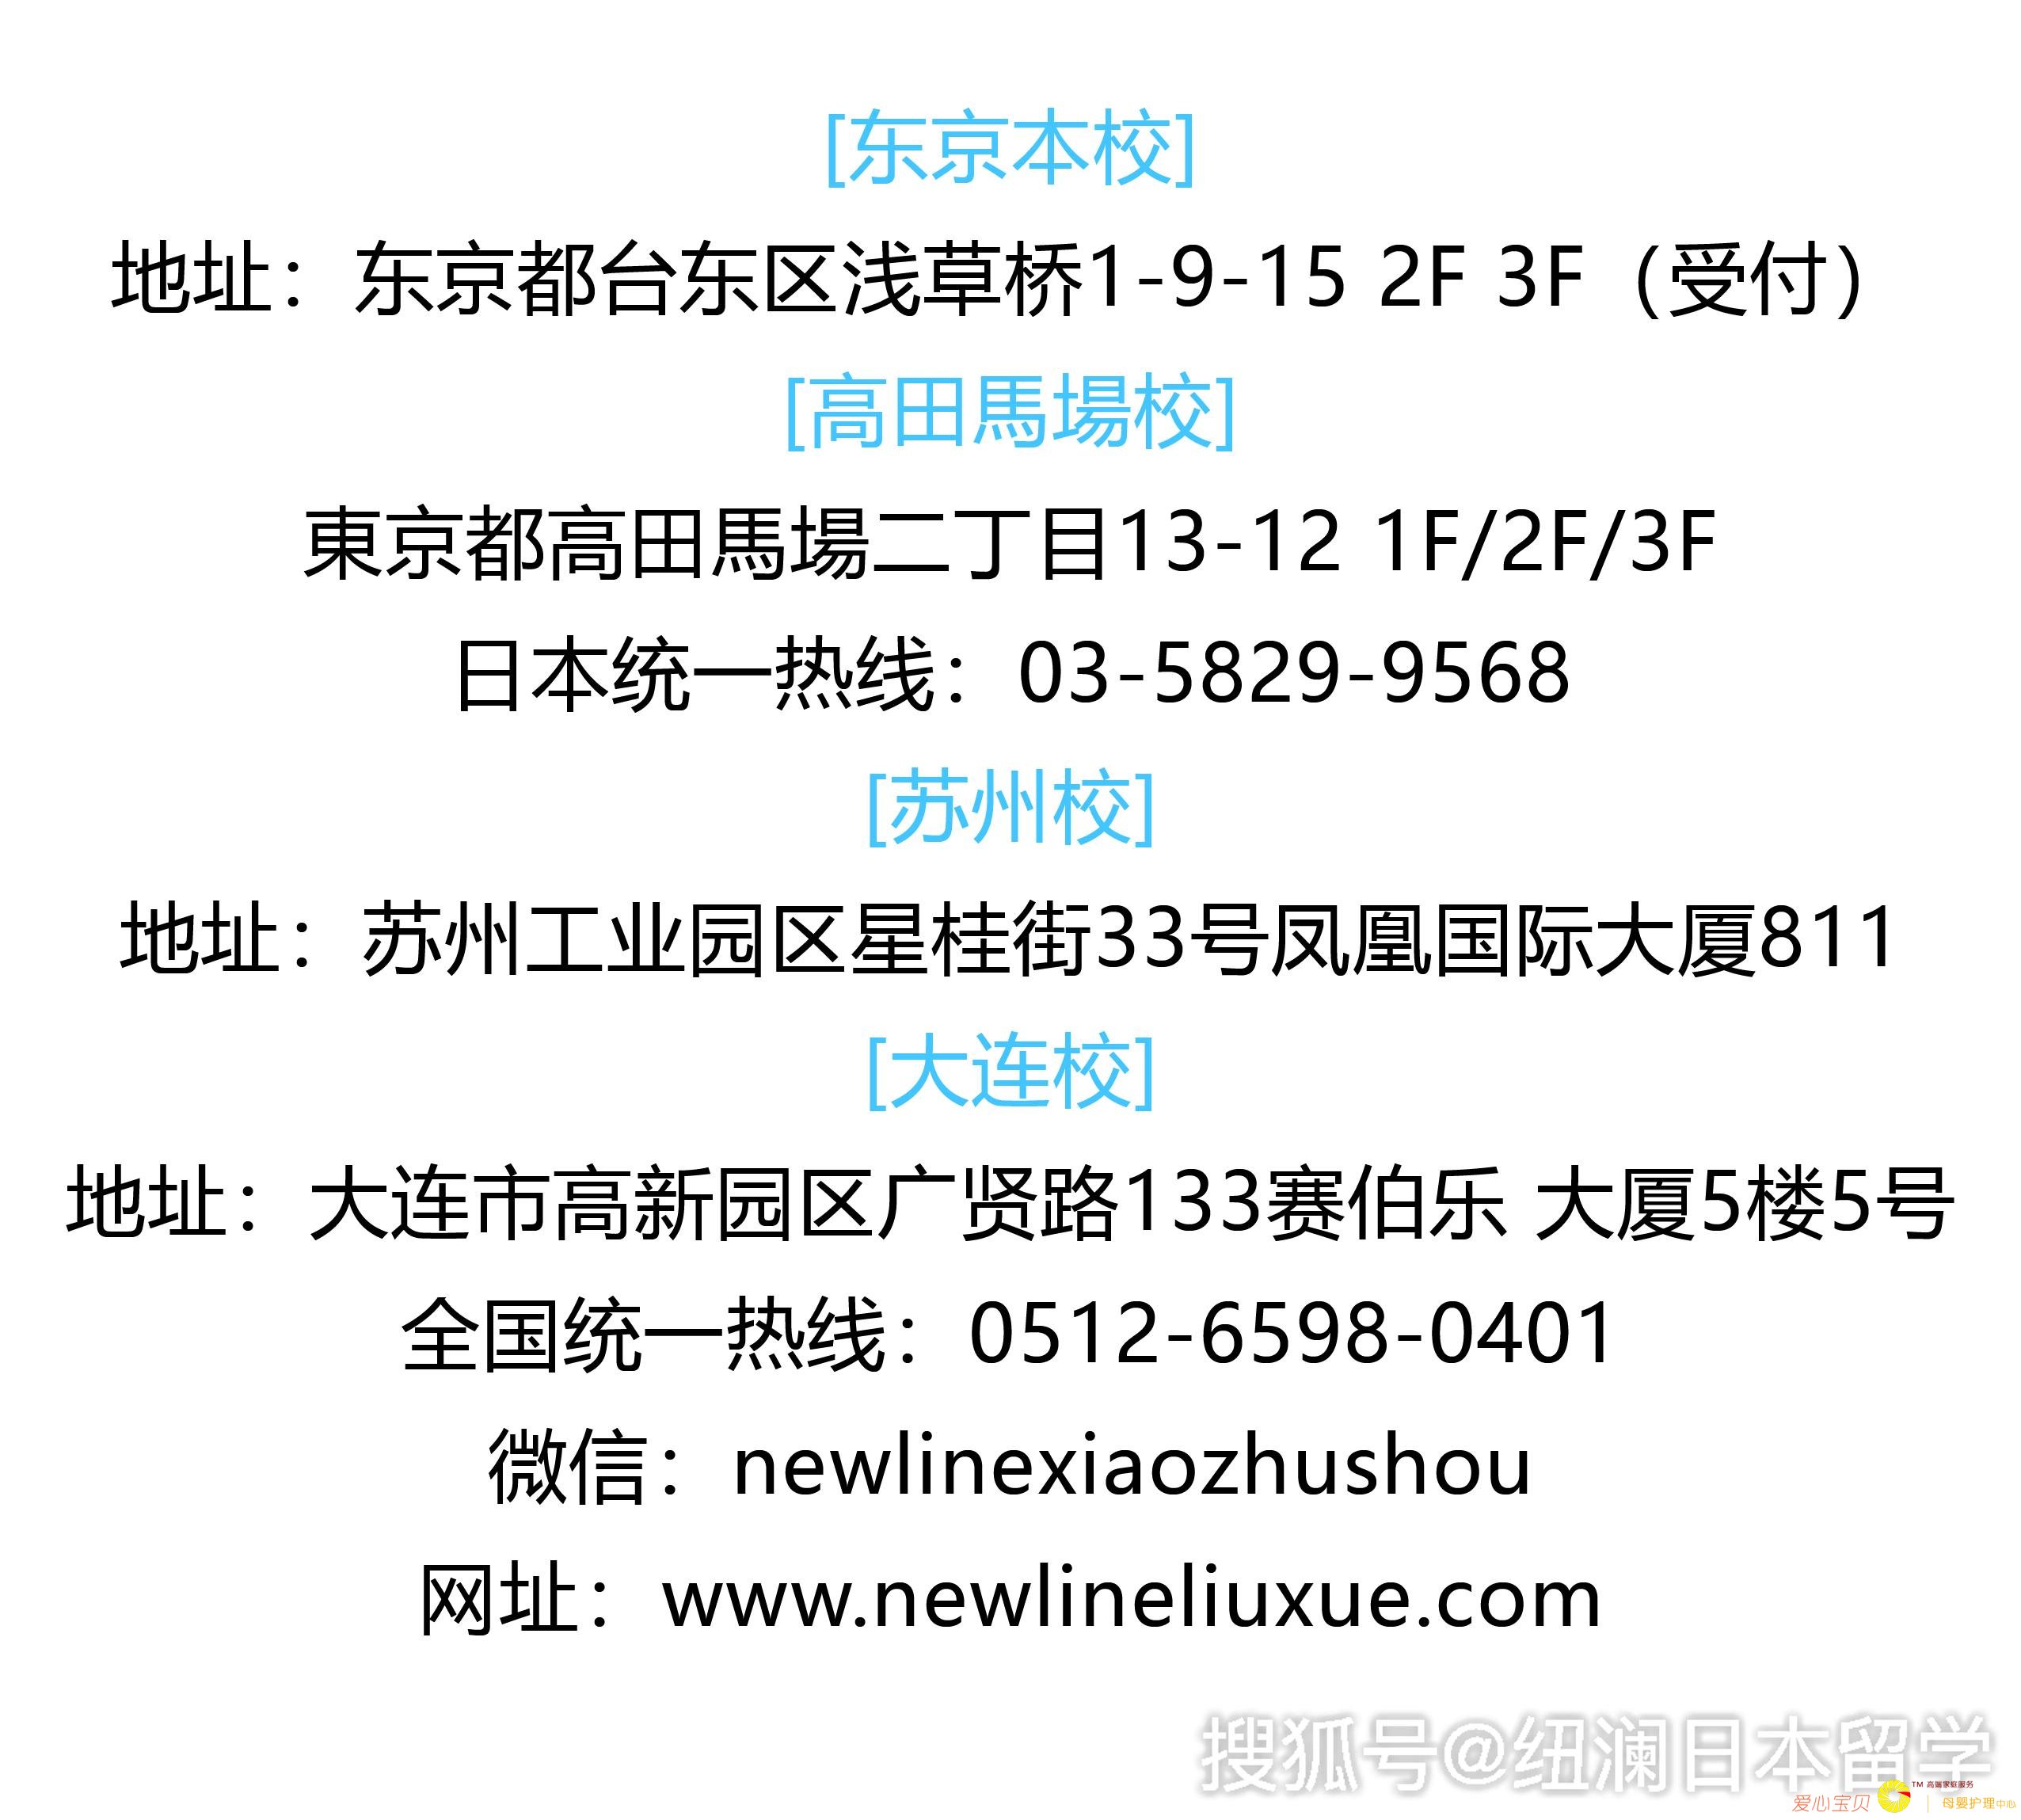 [东京本校]
地址：东京都台东区浅草桥1-9-15 2F 3F（受付）
[高田馬場校]
東京都高田馬場二丁目13-12 1F/2F/3F
日本统一热线：03-5829-9568
[苏州校]
地址：苏州工业园区星桂街33号凤凰国际大厦811
[大连校]
地址：大连市高新园区广贤路133赛伯乐 大厦5楼5号
全国统一热线：0512-6598-0401
微信：newlinexiaozhushou
网址：www.newlineliuxue.com
搜狐号@纽澜日本留学
爱心宝贝 TM 高端家庭服务 母婴护理中心